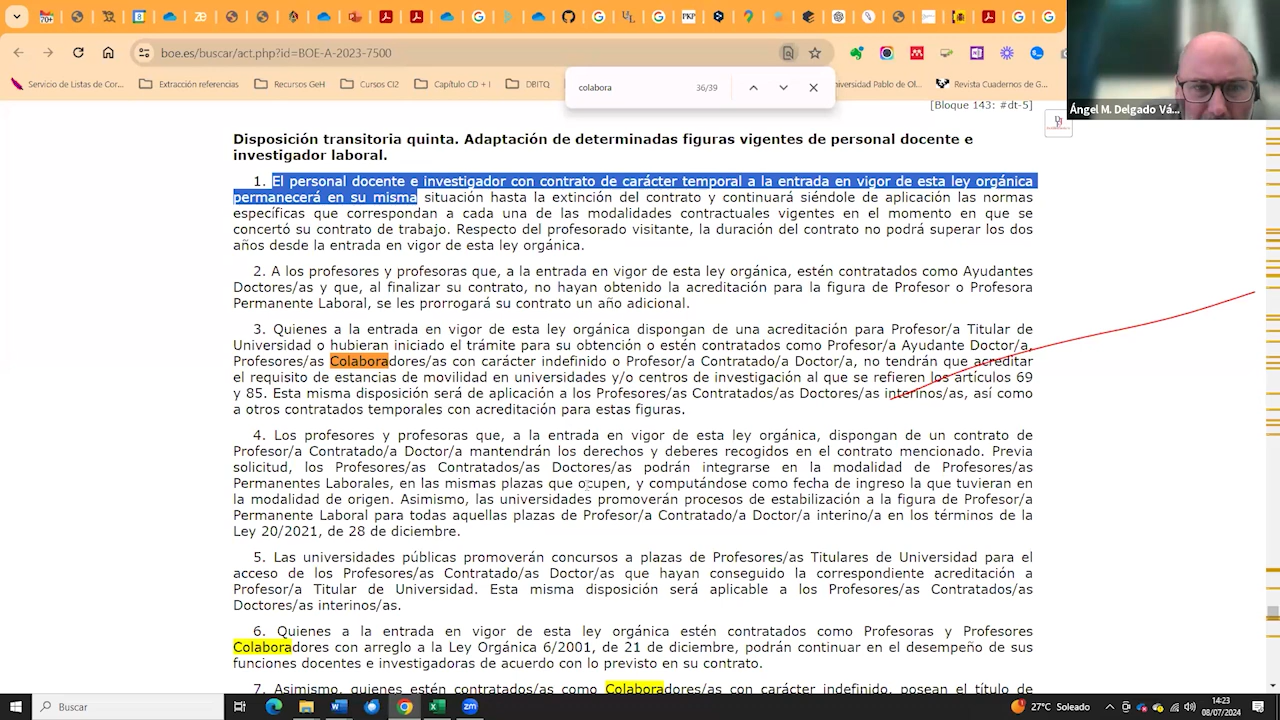 70+
boe.es/buscar/act.php?id=BOE-A-2023-7500
Servicio de Listas de Cor...
Extracción referencias
Recursos GeH
Cursos CI2
Capítulo CD + I
DBITQ
colabora
36/39
iversidad Pablo de Ol...
Revista Cuadernos de G...
Ángel M. Delgado Vá...
[Bloque 143: #dt-5]
Disposición transitoria quinta. Adaptación de determinadas figuras vigentes de personal docente e
investigador laboral.
1. El personal docente e investigador con contrato de carácter temporal a la entrada en vigor de esta ley orgánica
permanecerá en su misma situación hasta la extinción del contrato y continuará siéndole de aplicación las normas
específicas que correspondan a cada una de las modalidades contractuales vigentes en el momento en que se
concertó su contrato de trabajo. Respecto del profesorado visitante, la duración del contrato no podrá superar los dos
años desde la entrada en vigor de esta ley orgánica.
2. A los profesores y profesoras que, a la entrada en vigor de esta ley orgánica, estén contratados como Ayudantes
Doctores/as y que, al finalizar su contrato, no hayan obtenido la acreditación para la figura de Profesor o Profesora
Permanente Laboral, se les prorrogará su contrato un año adicional.
3. Quienes a la entrada en vigor de esta ley orgánica dispongan de una acreditación para Profesor/a Titular de
Universidad o hubieran iniciado el trámite para su obtención o estén contratados como Profesor/a Ayudante Doctor/a,
Profesores/as Colaboradores/as con carácter indefinido o Profesor/a Contratado/a Doctor/a, no tendrán que acreditar
el requisito de estancias de movilidad en universidades y/o centros de investigación al que se refieren los artículos 69
y 85. Esta misma disposición será de aplicación a los Profesores/as Contratados/as Doctores/as interinos/as, así como
a otros contratados temporales con acreditación para estas figuras.
4. Los profesores y profesoras que, a la entrada en vigor de esta ley orgánica, dispongan de un contrato de
Profesor/a Contratado/a Doctor/a mantendrán los derechos y deberes recogidos en el contrato mencionado. Previa
solicitud, los Profesores/as Contratados/as Doctores/as podrán integrarse en la modalidad de Profesores/as
Permanentes Laborales, en las mismas plazas que ocupen, y computándose como fecha de ingreso la que tuvieran en
la modalidad de origen. Asimismo, las universidades promoverán procesos de estabilización a la figura de Profesor/a
Permanente Laboral para todas aquellas plazas de Profesor/a Contratado/a Doctor/a interino/a en los términos de la
Ley 20/2021, de 28 de diciembre.
5. Las universidades públicas promoverán concursos a plazas de Profesores/as Titulares de Universidad para el
acceso de los Profesores/as Contratado/as Doctor/as que hayan conseguido la correspondiente acreditación a
Profesor/a Titular de Universidad. Esta misma disposición será aplicable a los Profesores/as Contratados/as
Doctores/as interinos/as.
6. Quienes a la entrada en vigor de esta ley orgánica estén contratados como Profesoras y Profesores
Colaboradores con arreglo a la Ley Orgánica 6/2001, de 21 de diciembre, podrán continuar en el desempeño de sus
funciones docentes e investigadoras de acuerdo con lo previsto en su contrato.
7. Asimismo quienes estén contratados/as como Colaboradores/as con carácter indefinido, posean el título de
Buscar
27°C Soleado
14:23
08/07/2024